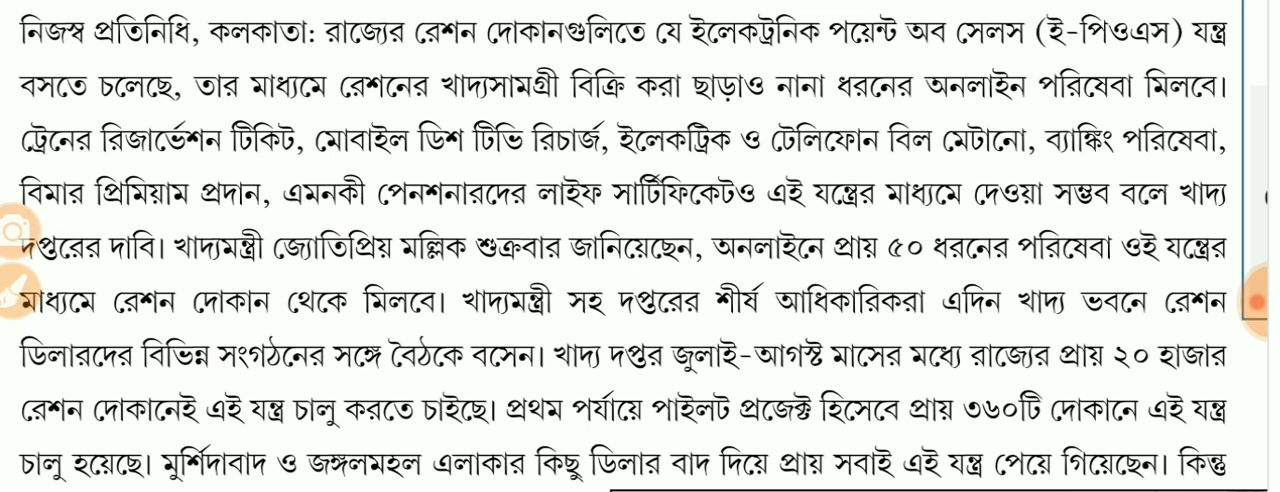 নিজস্ব প্রতিনিধি, কলকাতা: রাজ্যের রেশন দোকানগুলিতে যে ইলেকট্রনিক পয়েন্ট অব সেলস (ই-পিওএস) যন্ত্র
বসতে চলেছে, তার মাধ্যমে রেশনের খাদ্যসামগ্রী বিক্রি করা ছাড়াও নানা ধরনের অনলাইন পরিষেবা মিলবে।
ট্রেনের রিজার্ভেশন টিকিট, মোবাইল ডিশ টিভি রিচার্জ, ইলেকট্রিক ও টেলিফোন বিল মেটানো, ব্যাঙ্কিং পরিষেবা,
বিমার প্রিমিয়াম প্রদান, এমনকী পেনশনারদের লাইফ সার্টিফিকেটও এই যন্ত্রের মাধ্যমে দেওয়া সম্ভব বলে খাদ্য
দপ্তরের দাবি। খাদ্যমন্ত্রী জ্যোতিপ্রিয় মল্লিক শুক্রবার জানিয়েছেন, অনলাইনে প্রায় ৫০ ধরনের পরিষেবা ওই যন্ত্রের
মাধ্যমে রেশন দোকান থেকে মিলবে। খাদ্যমন্ত্রী সহ দপ্তরের শীর্ষ আধিকারিকরা এদিন খাদ্য ভবনে রেশন
ডিলারদের বিভিন্ন সংগঠনের সঙ্গে বৈঠকে বসেন। খাদ্য দপ্তর জুলাই-আগস্ট মাসের মধ্যে রাজ্যের প্রায় ২০ হাজার
রেশন দোকানেই এই যন্ত্র চালু করতে চাইছে। প্রথম পর্যায়ে পাইলট প্রজেক্ট হিসেবে প্রায় ৩৬০টি দোকানে এই যন্ত্র
চালু হয়েছে। মুর্শিদাবাদ ও জঙ্গলমহল এলাকার কিছু ডিলার বাদ দিয়ে প্রায় সবাই এই যন্ত্র পেয়ে গিয়েছেন। কিন্তু